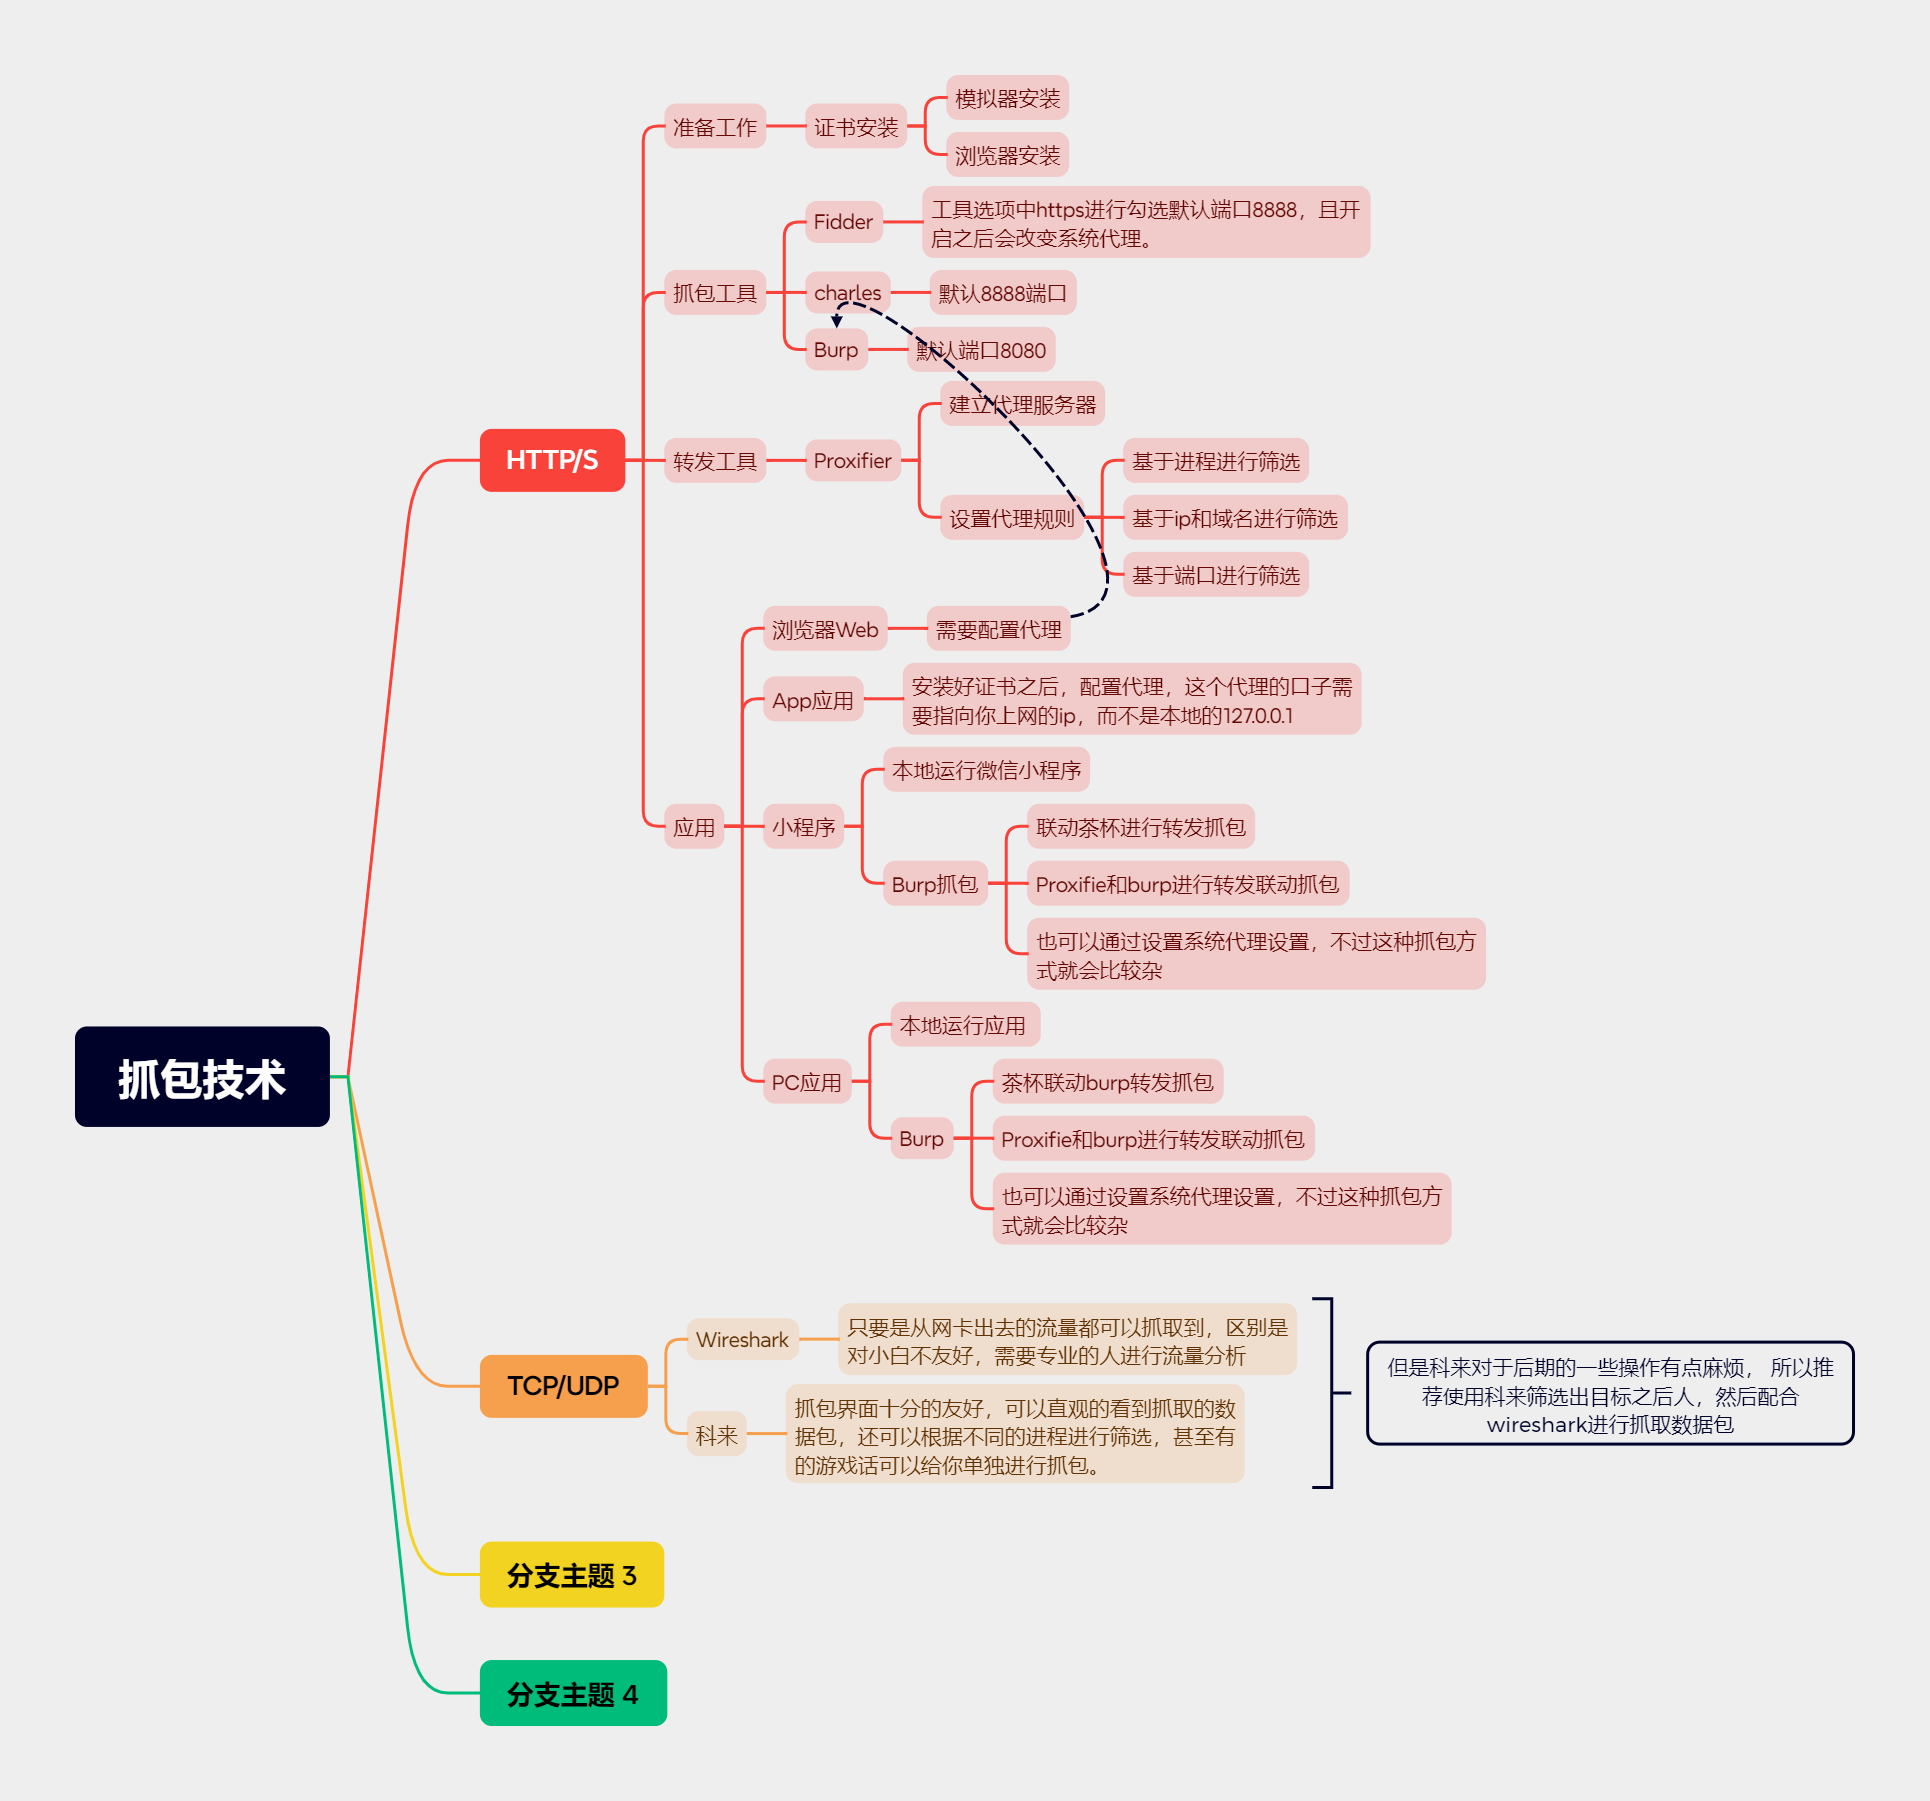 抓包技术
HTTP/S
准备工作
证书安装
模拟器安装
浏览器安装
抓包工具
Fidder
工具选项中https进行勾选默认端口8888，且开
启之后会改变系统代理。
charles
默认8888端口
Burp
默认端口8080
转发工具
Proxifier
建立代理服务器
设置代理规则
基于进程进行筛选
基于ip和域名进行筛选
基于端口进行筛选
应用
浏览器Web
需要配置代理
App应用
安装好证书之后，配置代理，这个代理的口子需
要指向你上网的ip，而不是本地的127.0.0.1
小程序
本地运行微信小程序
Burp抓包
联动茶杯进行转发抓包
Proxifie和burp进行转发联动抓包
也可以通过设置系统代理设置，不过这种抓包方
式就会比较杂
PC应用
本地运行应用
Burp
茶杯联动burp转发抓包
Proxifie和burp进行转发联动抓包
也可以通过设置系统代理设置，不过这种抓包方
式就会比较杂
TCP/UDP
Wireshark
只要是从网卡出去的流量都可以抓取到，区别是
对小白不友好，需要专业的人进行流量分析
科来
抓包界面十分的友好，可以直观的看到抓取的数
据包，还可以根据不同的进程进行筛选，甚至有
的游戏话可以给你单独进行抓包。
但是科来对于后期的一些操作有点麻烦， 所以推
荐使用科来筛选出目标之后人，然后配合
wireshark进行抓取数据包
分支主题 3
分支主题 4